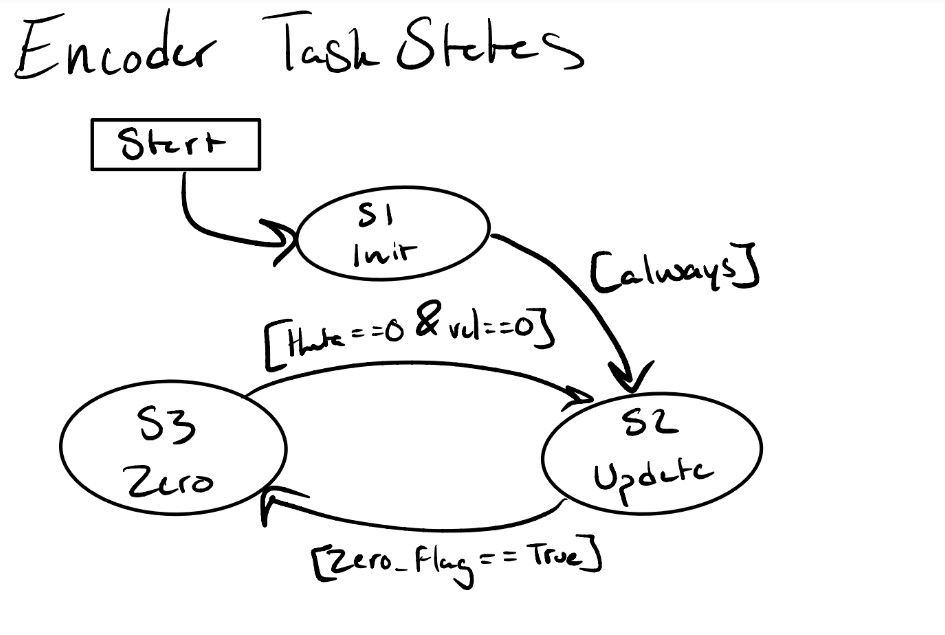 Encoder Task States
Start
S1
Init
[always]
[theta==0 & vel==0]
S3
Zero
S2
Update
[Zero_Flag == True]